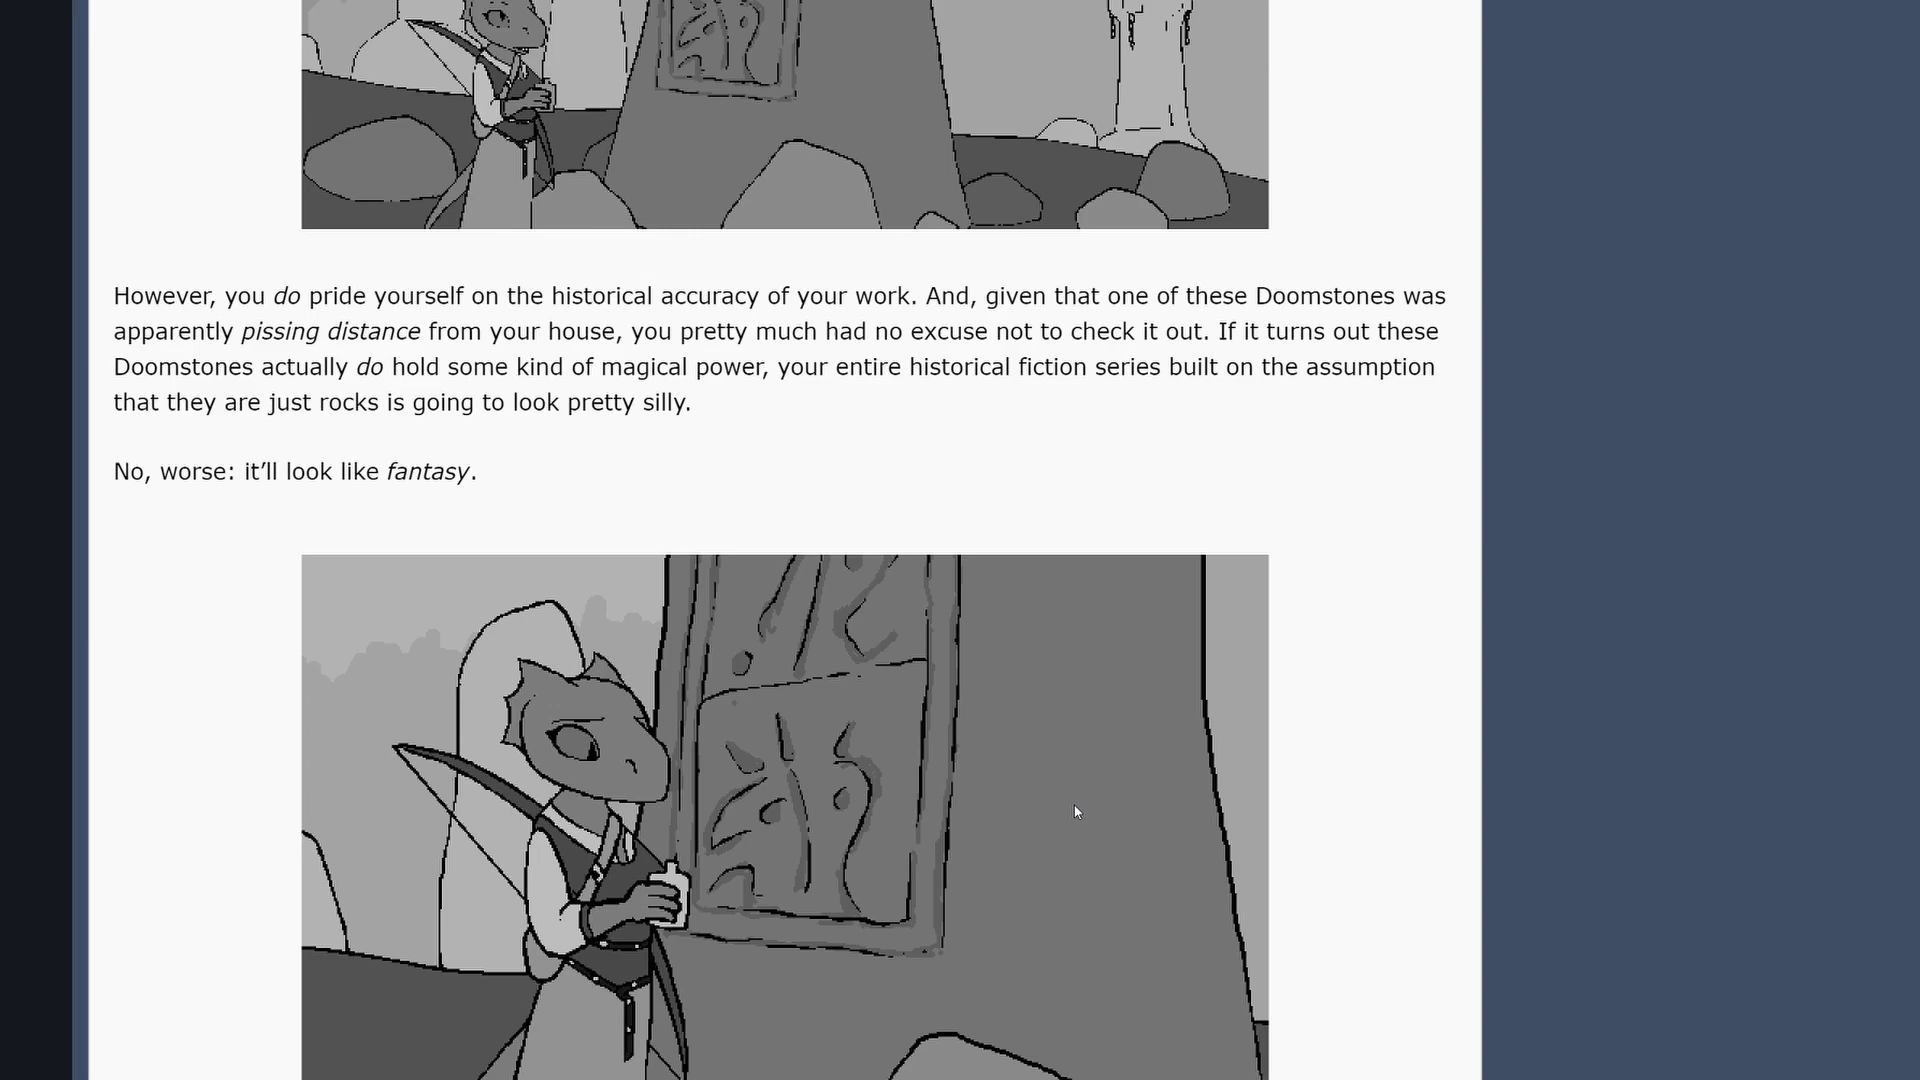 However, you do pride yourself on the historical accuracy of your work. And, given that one of these Doomstones was
apparently pissing distance from your house, you pretty much had no excuse not to check it out. If it turns out these
Doomstones actually do hold some kind of magical power, your entire historical fiction series built on the assumption
that they are just rocks is going to look pretty silly.
No, worse: it’ll look like fantasy.